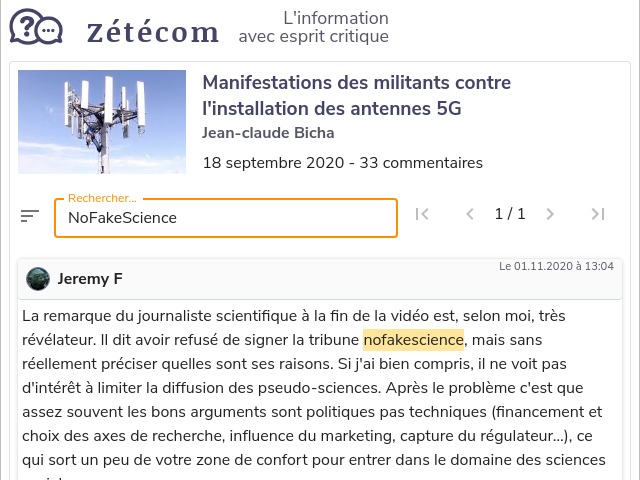 zétécom
L'information
avec esprit critique
Manifestations des militants contre
l'installation des antennes 5G
Jean-claude Bicha
18 septembre 2020 - 33 commentaires
Rechercher...
NoFakeScience
1 / 1
Le 01.11.2020 à 13:04
Jeremy F
La remarque du journaliste scientifique à la fin de la vidéo est, selon moi, très
révélateur. Il dit avoir refusé de signer la tribune nofakescience, mais sans
réellement préciser quelles sont ses raisons. Si j'ai bien compris, il ne voit pas
d'intérêt à limiter la diffusion des pseudo-sciences. Après le problème c'est que
assez souvent les bons arguments sont politiques pas techniques (financement et
choix des axes de recherche, influence du marketing, capture du régulateur...), ce
qui sort un peu de votre zone de confort pour entrer dans le domaine des sciences